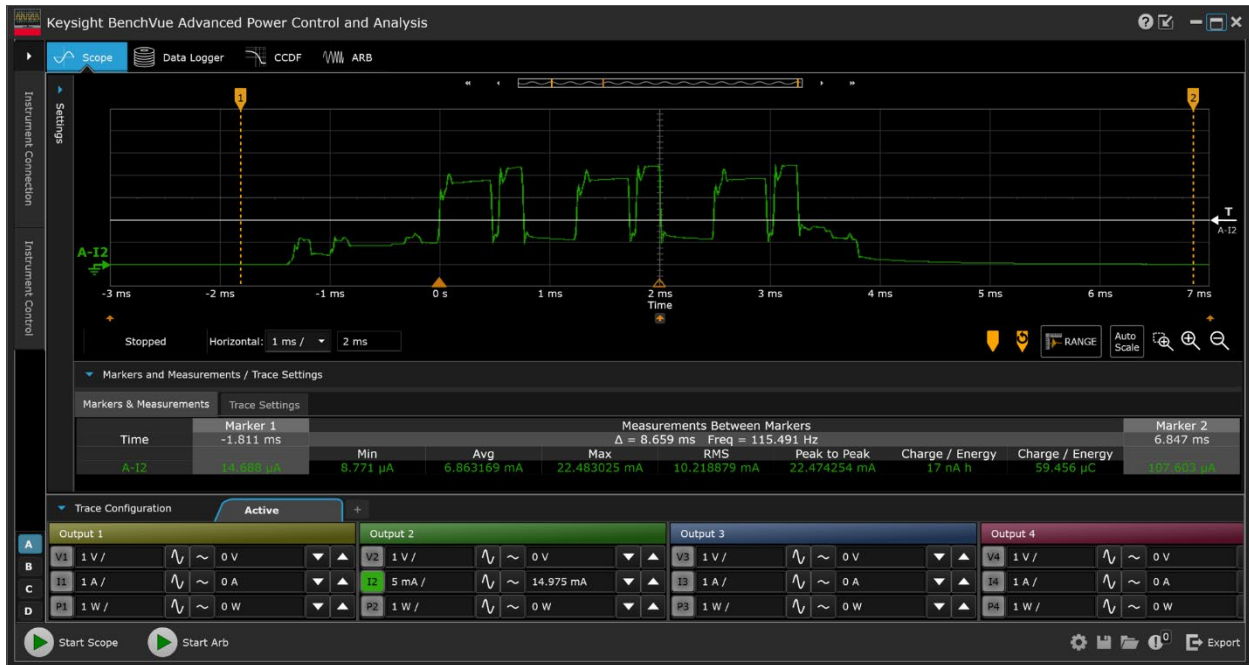 Keysight BenchVue Advanced Power Control and Analysis
Scope Data Logger CCDF ARB
Instrument Connection
Instrument Control
Settings
1 2
T
A-I2
A-I2
-3 ms -2 ms -1 ms 0 s 1 ms 2 ms 3 ms 4 ms 5 ms 6 ms 7 ms
Time
Stopped Horizontal: 1 ms / 2 ms RANGE Auto Scale
Markers and Measurements / Trace Settings
Markers & Measurements Trace Settings
Marker 1 Measurements Between Markers Marker 2
Time -1.811 ms Δ = 8.659 ms Freq = 115.491 Hz 6.847 ms
Min Avg Max RMS Peak to Peak Charge / Energy Charge / Energy
A-I2 14.688 µA 8.771 µA 6.863169 mA 22.483025 mA 10.218879 mA 22.474254 mA 17 nA h 59.456 µC 107.603 µA
Trace Configuration Active +
Output 1 Output 2 Output 3 Output 4
A
B
C
D
V1 1 V/ 0 V V2 1 V/ 0 V V3 1 V/ 0 V V4 1 V/ 0 V
I1 1 A/ 0 A I2 5 mA/ 14.975 mA I3 1 A/ 0 A I4 1 A/ 0 A
P1 1 W/ 0 W P2 1 W/ 0 W P3 1 W/ 0 W P4 1 W/ 0 W
Start Scope Start Arb 0 Export